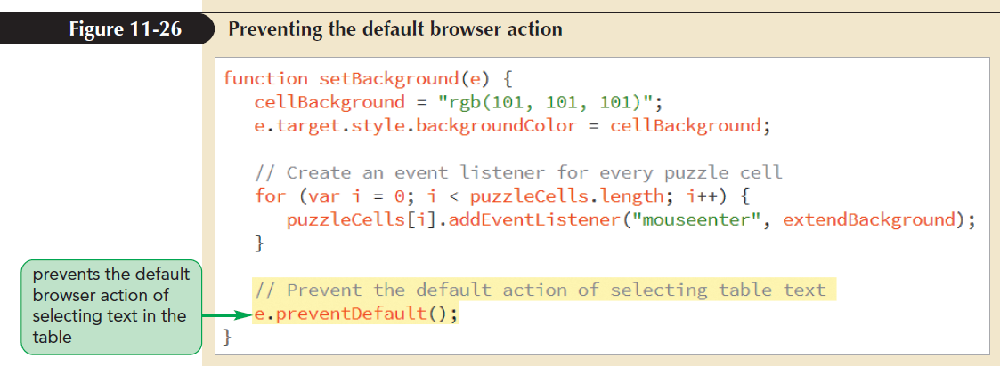 Figure 11-26
Preventing the default browser action
function setBackground(e) {
cellBackground = "rgb(101, 101, 101)";
e.target.style.backgroundColor = cellBackground;
// Create an event listener for every puzzle cell
for (var i = 0; i < puzzleCells.length; i++) {
puzzleCells[i].addEventListener("mouseenter", extendBackground);
}
// Prevent the default action of selecting table text
e.preventDefault();
}
prevents the default
browser action of
selecting text in the
table